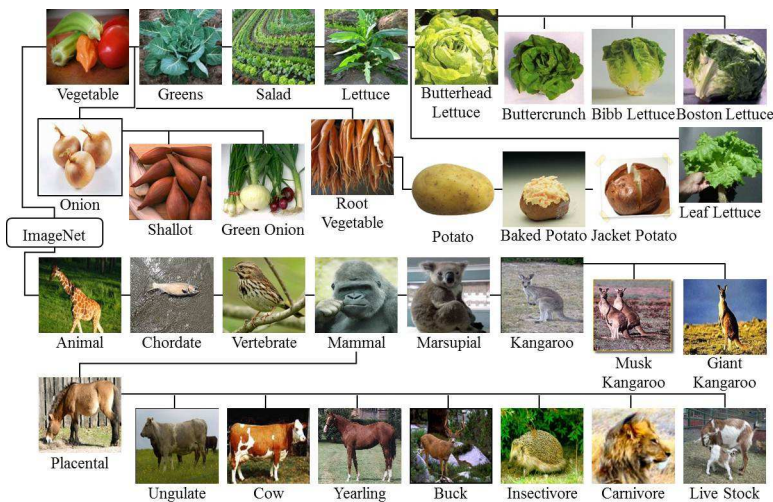 Vegetable
Greens
Salad
Lettuce
Butterhead
Lettuce
Buttercrunch
Bibb Lettuce
Boston Lettuce
Onion
Shallot
Green Onion
Root
Vegetable
Potato
Baked Potato
Jacket Potato
Leaf Lettuce
ImageNet
Animal
Chordate
Vertebrate
Mammal
Marsupial
Kangaroo
Musk
Kangaroo
Giant
Kangaroo
Placental
Ungulate
Cow
Yearling
Buck
Insectivore
Carnivore
Live Stock